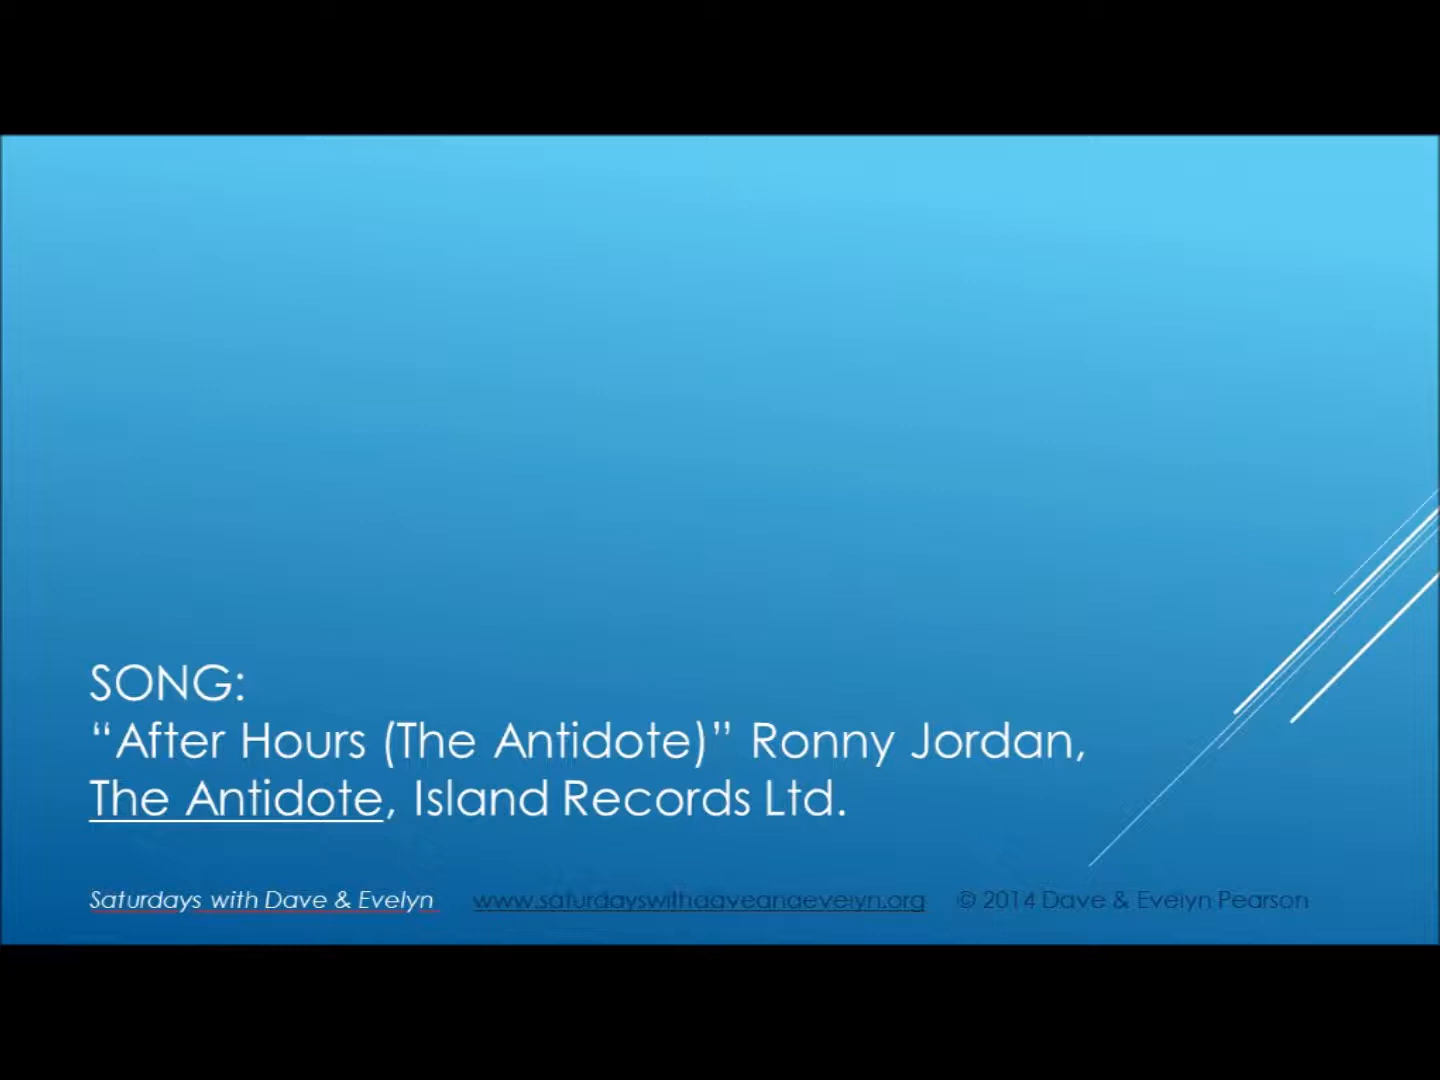 SONG:
“After Hours (The Antidote)” Ronny Jordan,
The Antidote, Island Records Ltd.
Saturdays with Dave & Evelyn www.saturdayswithdaveandevelyn.org © 2014 Dave & Evelyn Pearson